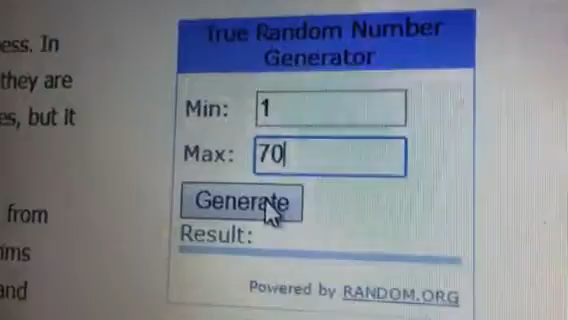 ess. In
they are
es, but it
from
ms
and
True Random Number
Generator
Min: 1
Max: 70
Generate
Result:
Powered by RANDOM.ORG